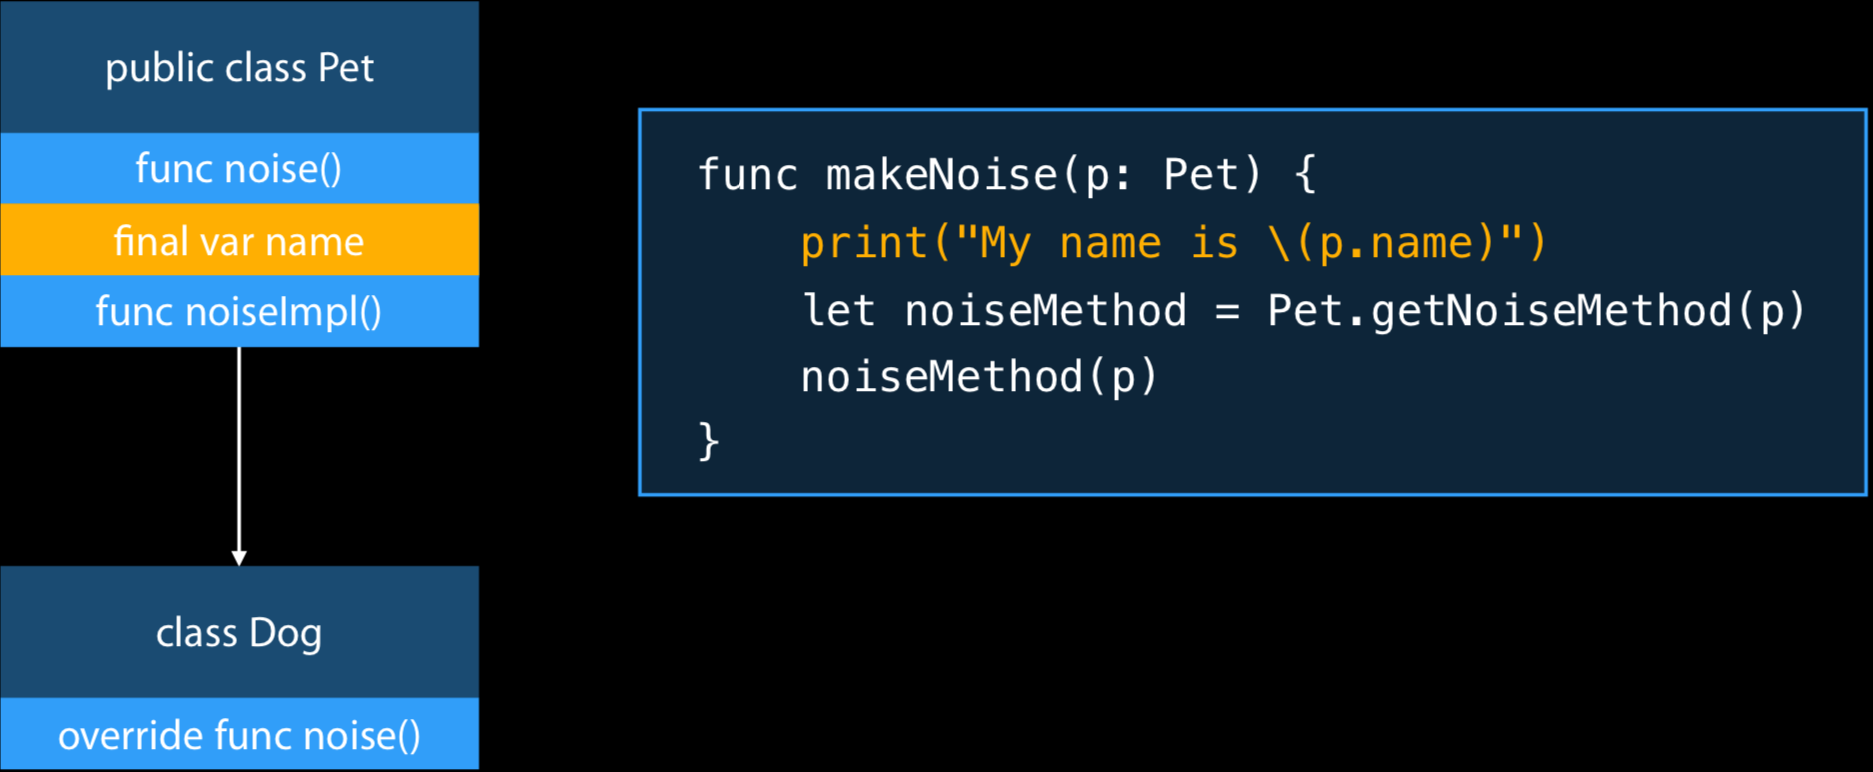 public class Pet
func noise()
final var name
func noiseImpl()
class Dog
override func noise()
func makeNoise(p: Pet) {
print("My name is \(p.name)")
let noiseMethod = Pet.getNoiseMethod(p)
noiseMethod(p)
}